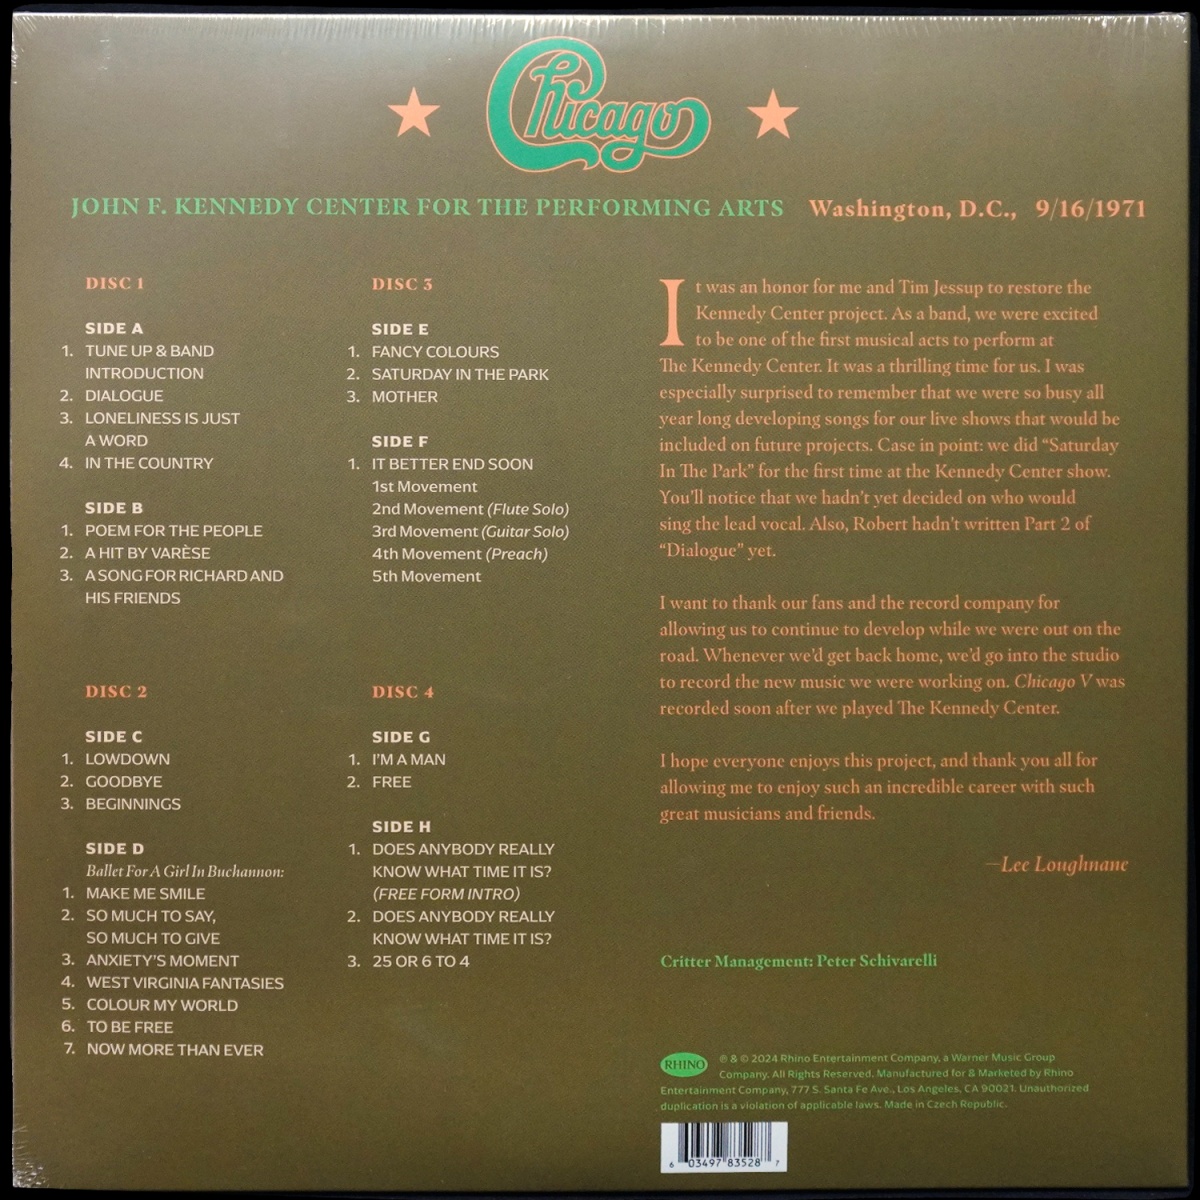 Chicago
JOHN F. KENNEDY CENTER FOR THE PERFORMING ARTS Washington, D.C., 9/16/1971
DISC 1
SIDE A
1. TUNE UP & BAND
INTRODUCTION
2. DIALOGUE
3. LONELINESS IS JUST
A WORD
4. IN THE COUNTRY
SIDE B
1. POEM FOR THE PEOPLE
2. A HIT BY VARÈSE
3. A SONG FOR RICHARD AND
HIS FRIENDS
DISC 2
SIDE C
1. LOWDOWN
2. GOODBYE
3. BEGINNINGS
SIDE D
Ballet For A Girl In Buchannon:
1. MAKE ME SMILE
2. SO MUCH TO SAY,
SO MUCH TO GIVE
3. ANXIETY'S MOMENT
4. WEST VIRGINIA FANTASIES
5. COLOUR MY WORLD
6. TO BE FREE
7. NOW MORE THAN EVER
DISC 3
SIDE E
1. FANCY COLOURS
2. SATURDAY IN THE PARK
3. MOTHER
SIDE F
1. IT BETTER END SOON
1st Movement
2nd Movement (Flute Solo)
3rd Movement (Guitar Solo)
4th Movement (Preach)
5th Movement
DISC 4
SIDE G
1. I'M A MAN
2. FREE
SIDE H
1. DOES ANYBODY REALLY
KNOW WHAT TIME IT IS?
(FREE FORM INTRO)
2. DOES ANYBODY REALLY
KNOW WHAT TIME IT IS?
3. 25 OR 6 TO 4
It was an honor for me and Tim Jessup to restore the
Kennedy Center project. As a band, we were excited
to be one of the first musical acts to perform at
The Kennedy Center. It was a thrilling time for us. I was
especially surprised to remember that we were so busy all
year long developing songs for our live shows that would be
included on future projects. Case in point: we did “Saturday
In The Park” for the first time at the Kennedy Center show.
You'll notice that we hadn't yet decided on who would
sing the lead vocal. Also, Robert hadn't written Part 2 of
“Dialogue” yet.
I want to thank our fans and the record company for
allowing us to continue to develop while we were out on the
road. Whenever we'd get back home, we'd go into the studio
to record the new music we were working on. Chicago V was
recorded soon after we played The Kennedy Center.
I hope everyone enjoys this project, and thank you all for
allowing me to enjoy such an incredible career with such
great musicians and friends.
—Lee Loughnane
Critter Management: Peter Schivarelli
RHINO
℗ & © 2024 Rhino Entertainment Company, a Warner Music Group
Company. All Rights Reserved. Manufactured for & Marketed by Rhino
Entertainment Company, 777 S. Santa Fe Ave., Los Angeles, CA 90021. Unauthorized
duplication is a violation of applicable laws. Made in Czech Republic.
6 03497 83528 7